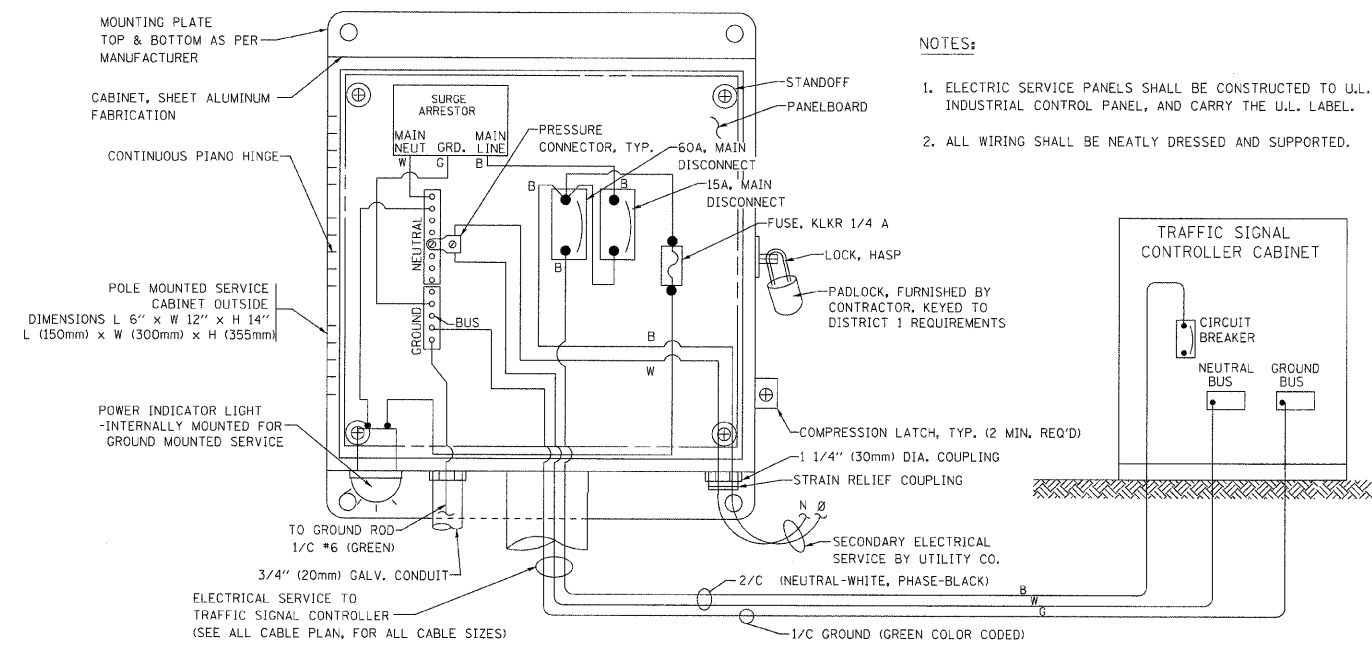 MOUNTING PLATE
TOP & BOTTOM AS PER
MANUFACTURER
CABINET, SHEET ALUMINUM
FABRICATION
CONTINUOUS PIANO HINGE
POLE MOUNTED SERVICE
CABINET OUTSIDE
DIMENSIONS L 6" x W 12" x H 14"
L (150mm) x W (300mm) x H (355mm)
POWER INDICATOR LIGHT
-INTERNALLY MOUNTED FOR
GROUND MOUNTED SERVICE
TO GROUND ROD
1/C #6 (GREEN)
3/4" (20mm) GALV. CONDUIT
ELECTRICAL SERVICE TO
TRAFFIC SIGNAL CONTROLLER
(SEE ALL CABLE PLAN, FOR ALL CABLE SIZES)
SURGE
ARRESTOR
MAIN
NEUT
GRD.
MAIN
LINE
W
G
B
NEUTRAL
GROUND
BUS
PRESSURE
CONNECTOR, TYP.
B
B
B
B
W
STANDOFF
PANELBOARD
60A, MAIN
DISCONNECT
15A, MAIN
DISCONNECT
FUSE, KLKR 1/4 A
LOCK, HASP
PADLOCK, FURNISHED BY
CONTRACTOR. KEYED TO
DISTRICT 1 REQUIREMENTS
COMPRESSION LATCH, TYP. (2 MIN. REQ'D)
1 1/4" (30mm) DIA. COUPLING
STRAIN RELIEF COUPLING
N Ø
SECONDARY ELECTRICAL
SERVICE BY UTILITY CO.
2/C (NEUTRAL-WHITE, PHASE-BLACK)
B
W
G
1/C GROUND (GREEN COLOR CODED)
NOTES:
1. ELECTRIC SERVICE PANELS SHALL BE CONSTRUCTED TO U.L.
INDUSTRIAL CONTROL PANEL, AND CARRY THE U.L. LABEL.
2. ALL WIRING SHALL BE NEATLY DRESSED AND SUPPORTED.
TRAFFIC SIGNAL
CONTROLLER CABINET
CIRCUIT
BREAKER
NEUTRAL
BUS
GROUND
BUS